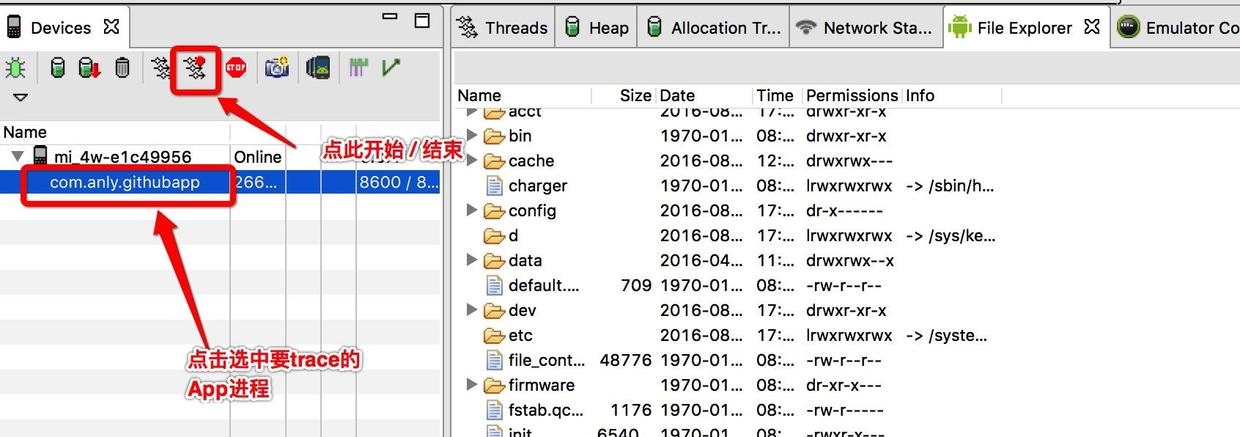 Devices
Threads Heap Allocation Tr... Network Sta... File Explorer Emulator Co
STOP
Name
点此开始 / 结束
mi_4w-e1c49956 Online
com.anly.githubapp 266... 8600 / 8...
点击选中要trace的
App进程
Name Size Date Time Permissions Info
acct 2016-08... 17:... drwxr-xr-x
bin 1970-01... 08:... drwxr-xr-x
cache 2016-08... 12:... drwxrwx---
charger 1970-01... 08:... lrwxrwxrwx -> /sbin/h...
config 2016-08... 17:... dr-x------
d 2016-08... 17:... lrwxrwxrwx -> /sys/ke...
data 2016-04... 11:... drwxrwx--x
default.... 709 1970-01... 08:... -rw-r--r--
dev 2016-08... 17:... drwxr-xr-x
etc 2016-08... 17:... lrwxrwxrwx -> /syste...
file_cont... 48776 1970-01... 08:... -rw-r--r--
firmware 1970-01... 08:... dr-xr-x---
fstab.qc... 1176 1970-01... 08:... -rw-r-----
init 6540 1970-01... 08:... -rwxr-x---